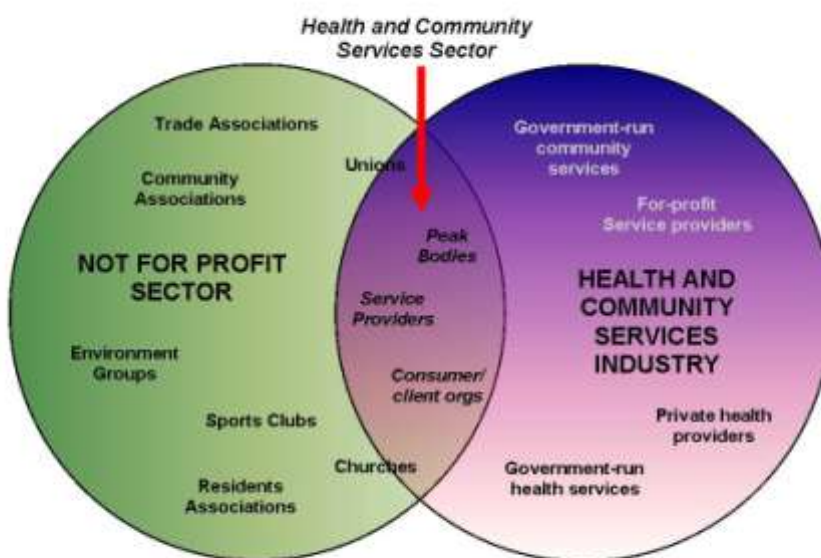 Health and Community
Services Sector
Trade Associations
Unions
Community
Associations
NOT FOR PROFIT
SECTOR
Environment
Groups
Sports Clubs
Residents
Associations
Churches
Peak
Bodies
Service
Providers
Consumer/
client orgs
Government-run
community
services
For-profit
Service providers
HEALTH AND
COMMUNITY
SERVICES
INDUSTRY
Private health
providers
Government-run
health services